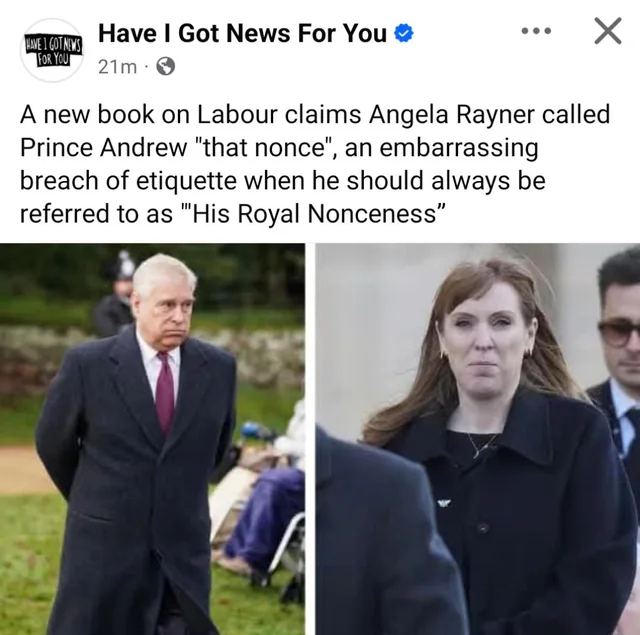 HAVE I GOT NEWS
FOR YOU
Have I Got News For You
21m
A new book on Labour claims Angela Rayner called
Prince Andrew "that nonce", an embarrassing
breach of etiquette when he should always be
referred to as "'His Royal Nonceness”